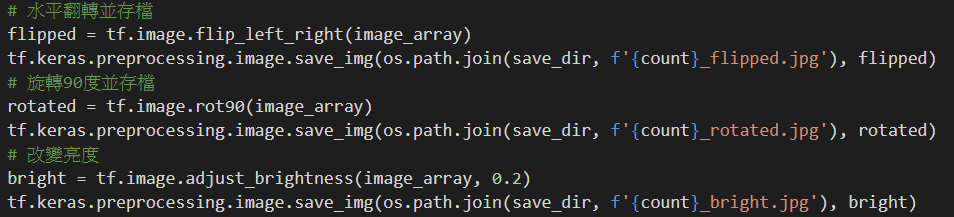 # 水平翻轉並存檔
flipped = tf.image.flip_left_right(image_array)
tf.keras.preprocessing.image.save_img(os.path.join(save_dir, f'{count}_flipped.jpg'), flipped)
# 旋轉90度並存檔
rotated = tf.image.rot90(image_array)
tf.keras.preprocessing.image.save_img(os.path.join(save_dir, f'{count}_rotated.jpg'), rotated)
# 改變亮度
bright = tf.image.adjust_brightness(image_array, 0.2)
tf.keras.preprocessing.image.save_img(os.path.join(save_dir, f'{count}_bright.jpg'), bright)